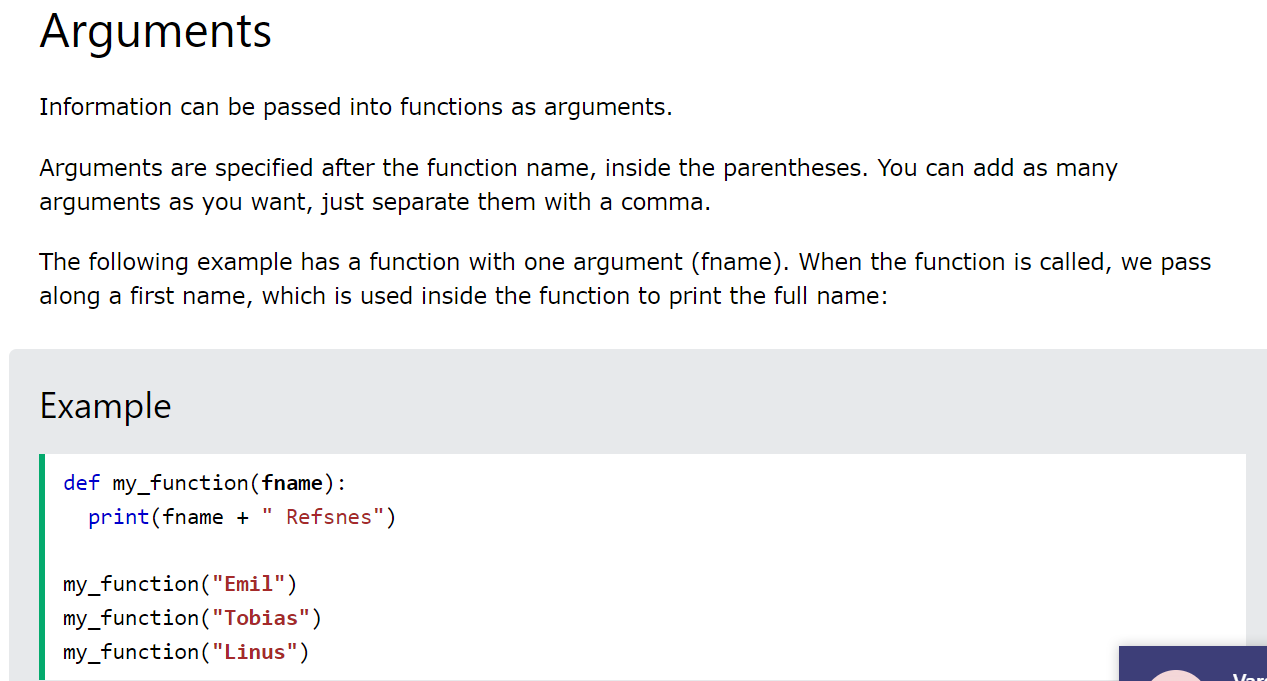 Arguments
Information can be passed into functions as arguments.
Arguments are specified after the function name, inside the parentheses. You can add as many
arguments as you want, just separate them with a comma.
The following example has a function with one argument (fname). When the function is called, we pass
along a first name, which is used inside the function to print the full name:
Example
def my_function(fname):
  print(fname + " Refsnes")
my_function("Emil")
my_function("Tobias")
my_function("Linus")